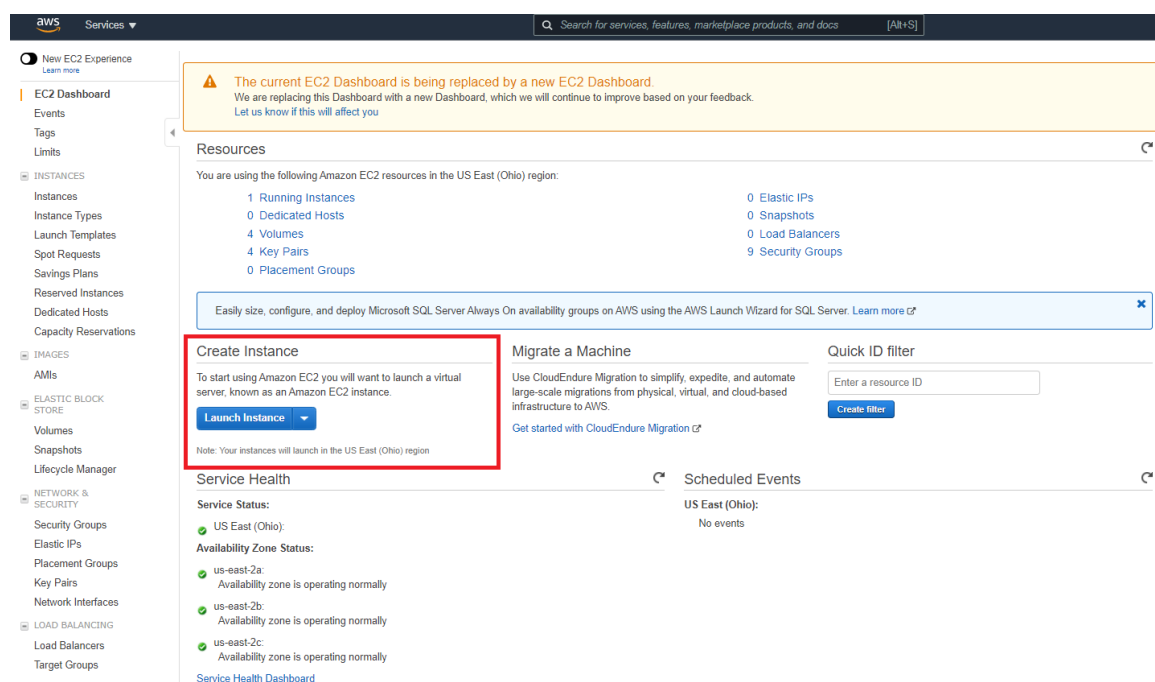 aws Services ▾ Search for services, features, marketplace products, and docs [Alt+S]
New EC2 Experience
Learn more
EC2 Dashboard
Events
Tags
Limits
INSTANCES
Instances
Instance Types
Launch Templates
Spot Requests
Savings Plans
Reserved Instances
Dedicated Hosts
Capacity Reservations
IMAGES
AMIs
ELASTIC BLOCK
STORE
Volumes
Snapshots
Lifecycle Manager
NETWORK &
SECURITY
Security Groups
Elastic IPs
Placement Groups
Key Pairs
Network Interfaces
LOAD BALANCING
Load Balancers
Target Groups
The current EC2 Dashboard is being replaced by a new EC2 Dashboard.
We are replacing this Dashboard with a new Dashboard, which we will continue to improve based on your feedback.
Let us know if this will affect you
Resources
You are using the following Amazon EC2 resources in the US East (Ohio) region:
1 Running Instances
0 Dedicated Hosts
4 Volumes
4 Key Pairs
0 Placement Groups
0 Elastic IPs
0 Snapshots
0 Load Balancers
9 Security Groups
Easily size, configure, and deploy Microsoft SQL Server Always On availability groups on AWS using the AWS Launch Wizard for SQL Server. Learn more
Create Instance
To start using Amazon EC2 you will want to launch a virtual
server, known as an Amazon EC2 instance.
Launch Instance
Note: Your instances will launch in the US East (Ohio) region
Migrate a Machine
Use CloudEndure Migration to simplify, expedite, and automate
large-scale migrations from physical, virtual, and cloud-based
infrastructure to AWS.
Get started with CloudEndure Migration
Quick ID filter
Enter a resource ID
Create filter
Service Health
Service Status:
US East (Ohio):
Availability Zone Status:
us-east-2a:
Availability zone is operating normally
us-east-2b:
Availability zone is operating normally
us-east-2c:
Availability zone is operating normally
Service Health Dashboard
Scheduled Events
US East (Ohio):
No events